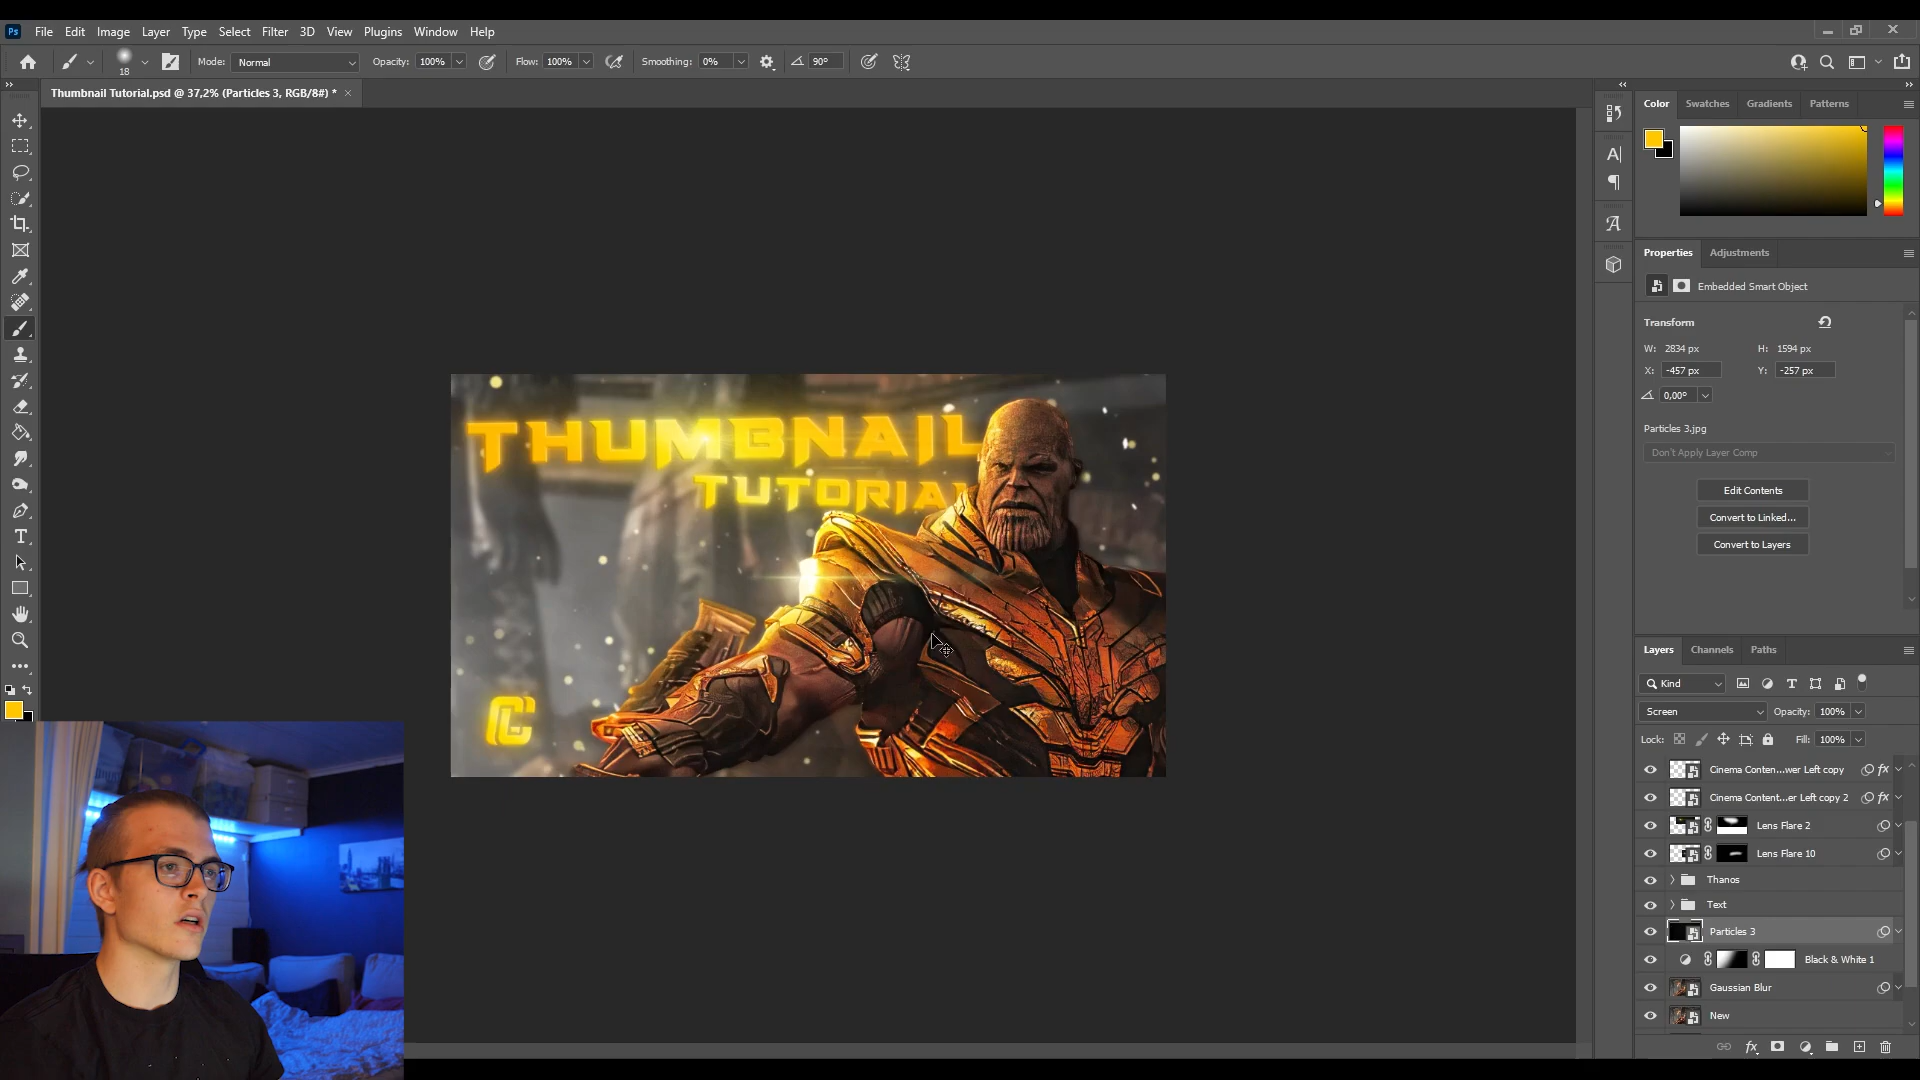 Ps File Edit Image Layer Type Select Filter 3D View Plugins Window Help
18 Mode: Normal Opacity: 100% Flow: 100% Smoothing: 0% 90°
Thumbnail Tutorial.psd @ 37,2% (Particles 3, RGB/8#) * ×
Color Swatches Gradients Patterns
Properties Adjustments
Embedded Smart Object
Transform
W: 2834 px H: 1594 px
X: -457 px Y: -257 px
0,00°
Particles 3.jpg
Don't Apply Layer Comp
Edit Contents
Convert to Linked...
Convert to Layers
THUMBNAIL
TUTORIAL
C
Layers Channels Paths
Kind
Screen Opacity: 100%
Lock: Fill: 100%
Cinema Conten...wer Left copy fx
Cinema Content...er Left copy 2 fx
Lens Flare 2
Lens Flare 10
Thanos
Text
Particles 3
Black & White 1
Gaussian Blur
New
fx